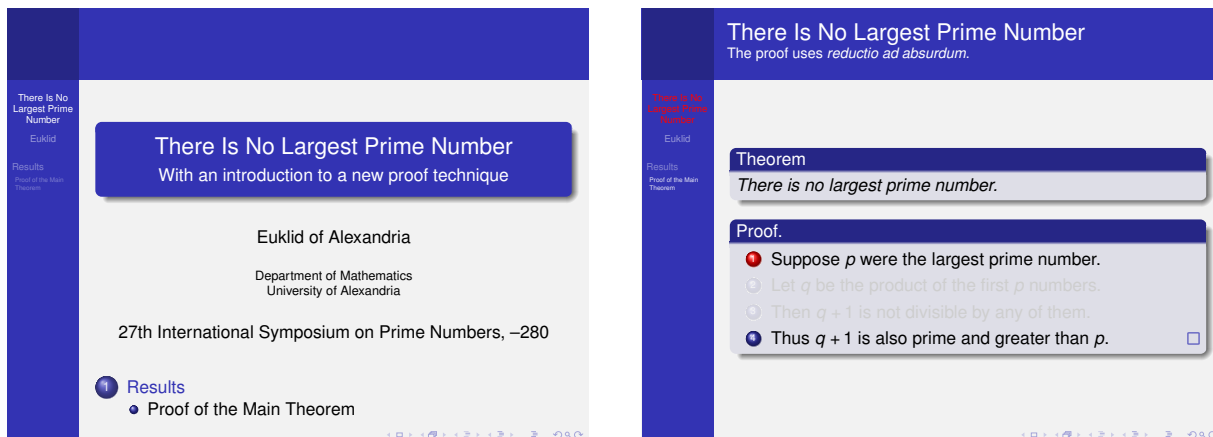 There Is No
Largest Prime
Number
Euklid
Results
Proof of the Main
Theorem
There Is No Largest Prime Number
With an introduction to a new proof technique
Euklid of Alexandria
Department of Mathematics
University of Alexandria
27th International Symposium on Prime Numbers, –280
1 Results
Proof of the Main Theorem
There Is No Largest Prime Number
The proof uses reductio ad absurdum.
There Is No
Largest Prime
Number
Euklid
Results
Proof of the Main
Theorem
Theorem
There is no largest prime number.
Proof.
1 Suppose p were the largest prime number.
2 Let q be the product of the first p numbers.
3 Then q + 1 is not divisible by any of them.
4 Thus q + 1 is also prime and greater than p.